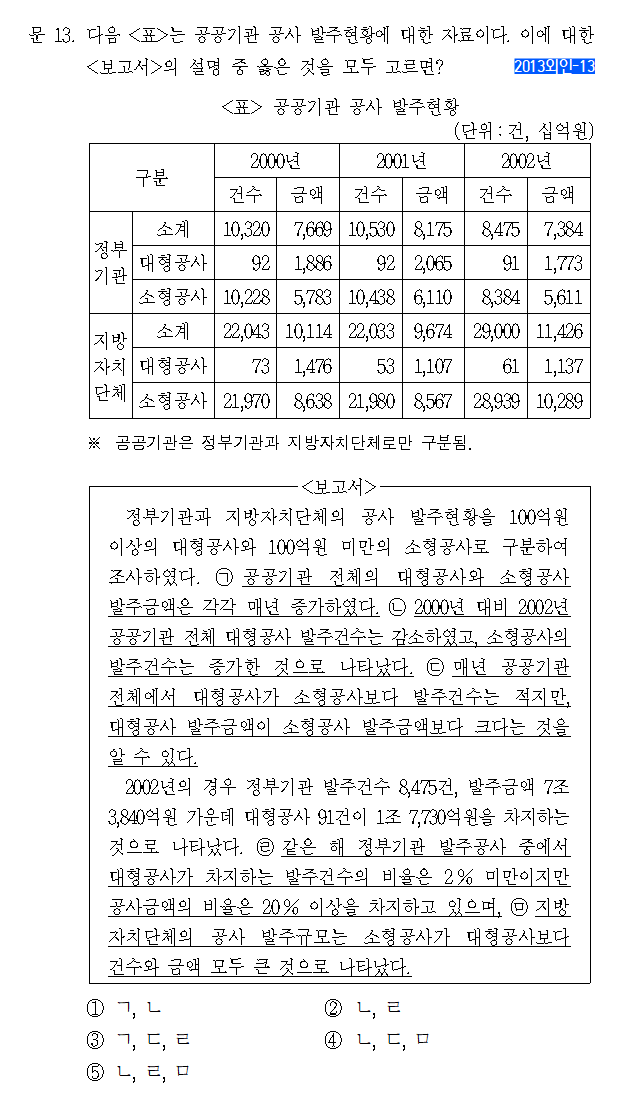 문 13. 다음 <표>는 공공기관 공사 발주현황에 대한 자료이다. 이에 대한
<보고서>의 설명 중 옳은 것을 모두 고르면? 2013외인-13
<표> 공공기관 공사 발주현황
(단위 : 건, 십억원)
구분 2000년 2001년 2002년
건수 금액 건수 금액 건수 금액
정부기관 소계 10,320 7,669 10,530 8,175 8,475 7,384
대형공사 92 1,886 92 2,065 91 1,773
소형공사 10,228 5,783 10,438 6,110 8,384 5,611
지방자치단체 소계 22,043 10,114 22,033 9,674 29,000 11,426
대형공사 73 1,476 53 1,107 61 1,137
소형공사 21,970 8,638 21,980 8,567 28,939 10,289
※ 공공기관은 정부기관과 지방자치단체로만 구분됨.
<보고서>
정부기관과 지방자치단체의 공사 발주현황을 100억원
이상의 대형공사와 100억원 미만의 소형공사로 구분하여
조사하였다. ㉠ 공공기관 전체의 대형공사와 소형공사
발주금액은 각각 매년 증가하였다. ㉡ 2000년 대비 2002년
공공기관 전체 대형공사 발주건수는 감소하였고, 소형공사의
발주건수는 증가한 것으로 나타났다. ㉢ 매년 공공기관
전체에서 대형공사가 소형공사보다 발주건수는 적지만,
대형공사 발주금액이 소형공사 발주금액보다 크다는 것을
알 수 있다.
2002년의 경우 정부기관 발주건수 8,475건, 발주금액 7조
3,840억원 가운데 대형공사 91건이 1조 7,730억원을 차지하는
것으로 나타났다. ㉣ 같은 해 정부기관 발주공사 중에서
대형공사가 차지하는 발주건수의 비율은 2% 미만이지만
공사금액의 비율은 20% 이상을 차지하고 있으며, ㉤ 지방
자치단체의 공사 발주규모는 소형공사가 대형공사보다
건수와 금액 모두 큰 것으로 나타났다.
① ㄱ, ㄴ ② ㄴ, ㄹ
③ ㄱ, ㄷ, ㄹ ④ ㄴ, ㄷ, ㅁ
⑤ ㄴ, ㄹ, ㅁ